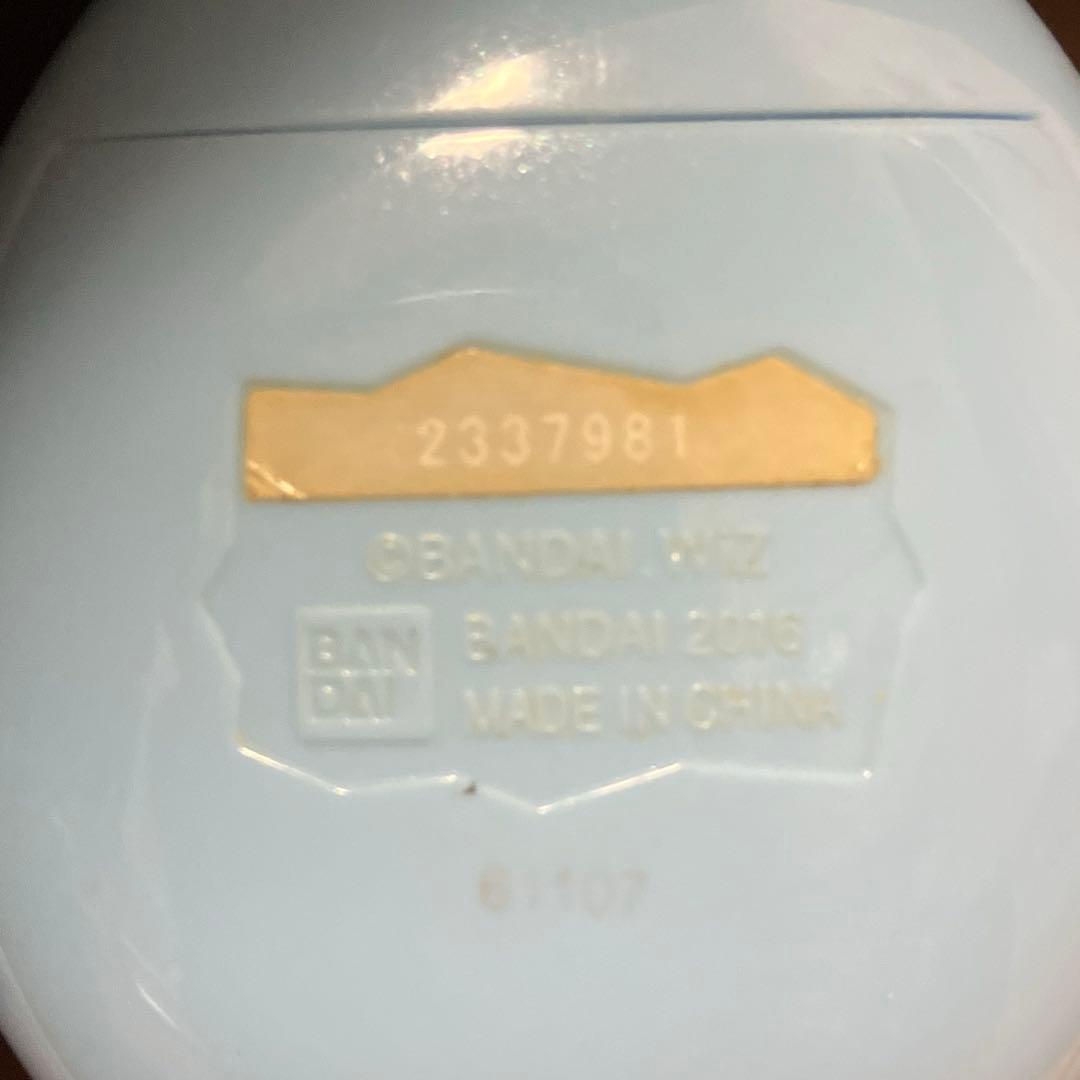 2337981
©BANDAI, WiZ
BAN
DAI
BANDAI 2016
MADE IN CHINA
61107